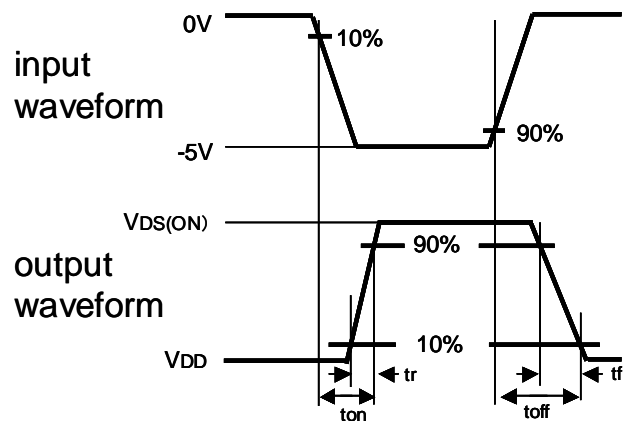 0V
10%
input
waveform
90%
-5V
VDS(ON)
90%
output
waveform
10%
VDD
tr
tf
ton
toff